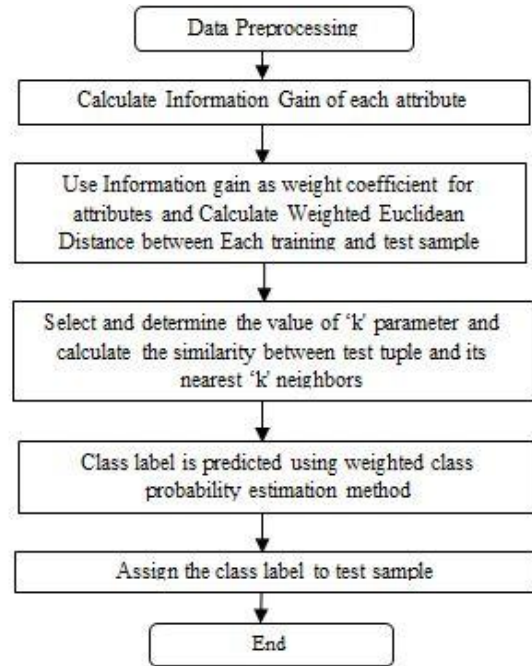 Data Preprocessing
Calculate Information Gain of each attribute
Use Information gain as weight coefficient for
attributes and Calculate Weighted Euclidean
Distance between Each training and test sample
Select and determine the value of ‘k’ parameter and
calculate the similarity between test tuple and its
nearest ‘k’ neighbors
Class label is predicted using weighted class
probability estimation method
Assign the class label to test sample
End